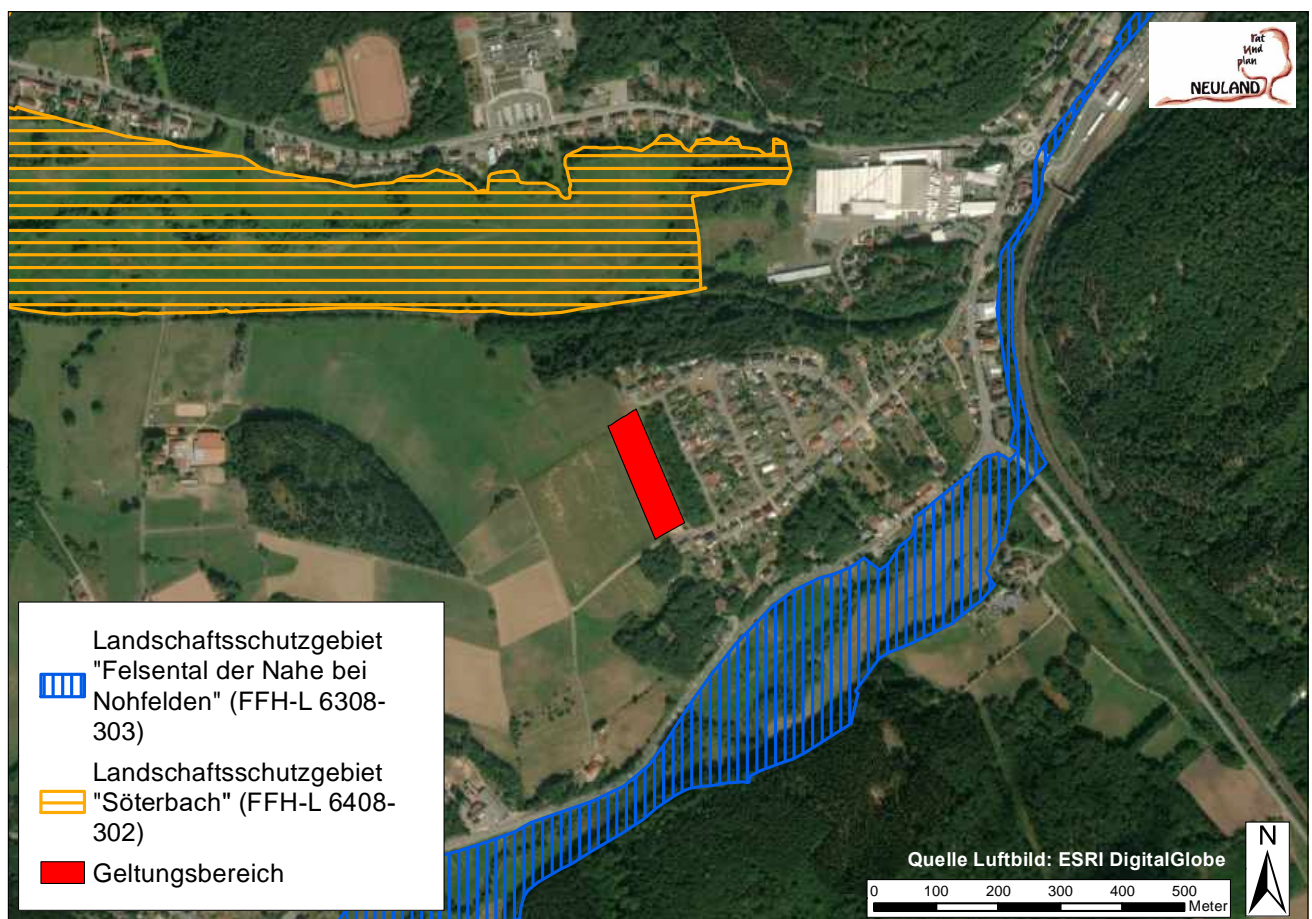 rat
und
plan
NEULAND
Landschaftsschutzgebiet
"Felsental der Nahe bei
Nohfelden" (FFH-L 6308-
303)
Landschaftsschutzgebiet
"Söterbach" (FFH-L 6408-
302)
Geltungsbereich
Quelle Luftbild: ESRI DigitalGlobe
0 100 200 300 400 500
Meter
N